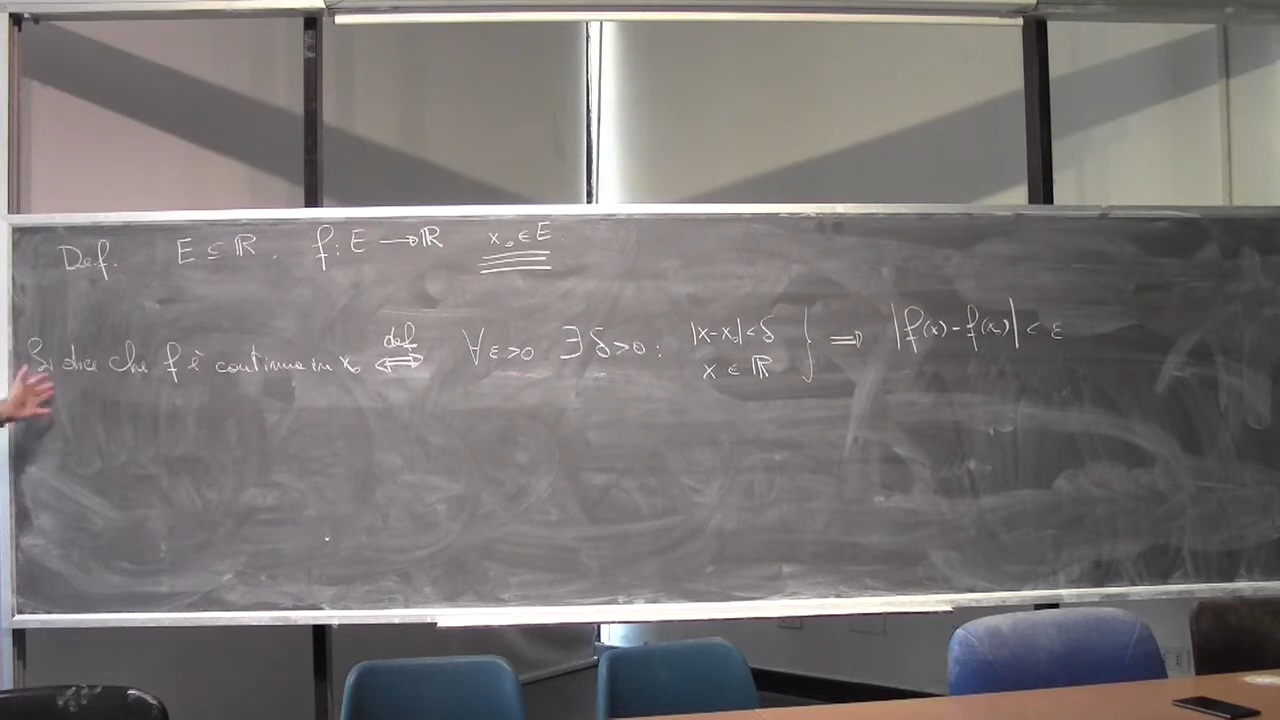 Def. E ⊆ ℝ, f: E → ℝ x₀ ∈ E
Si dice che f è continua in x₀ def ⟺ ∀ ε>0 ∃ δ>0 : |x-x₀|<δ x ∈ ℝ } ⟹ |f(x)-f(x₀)| < ε